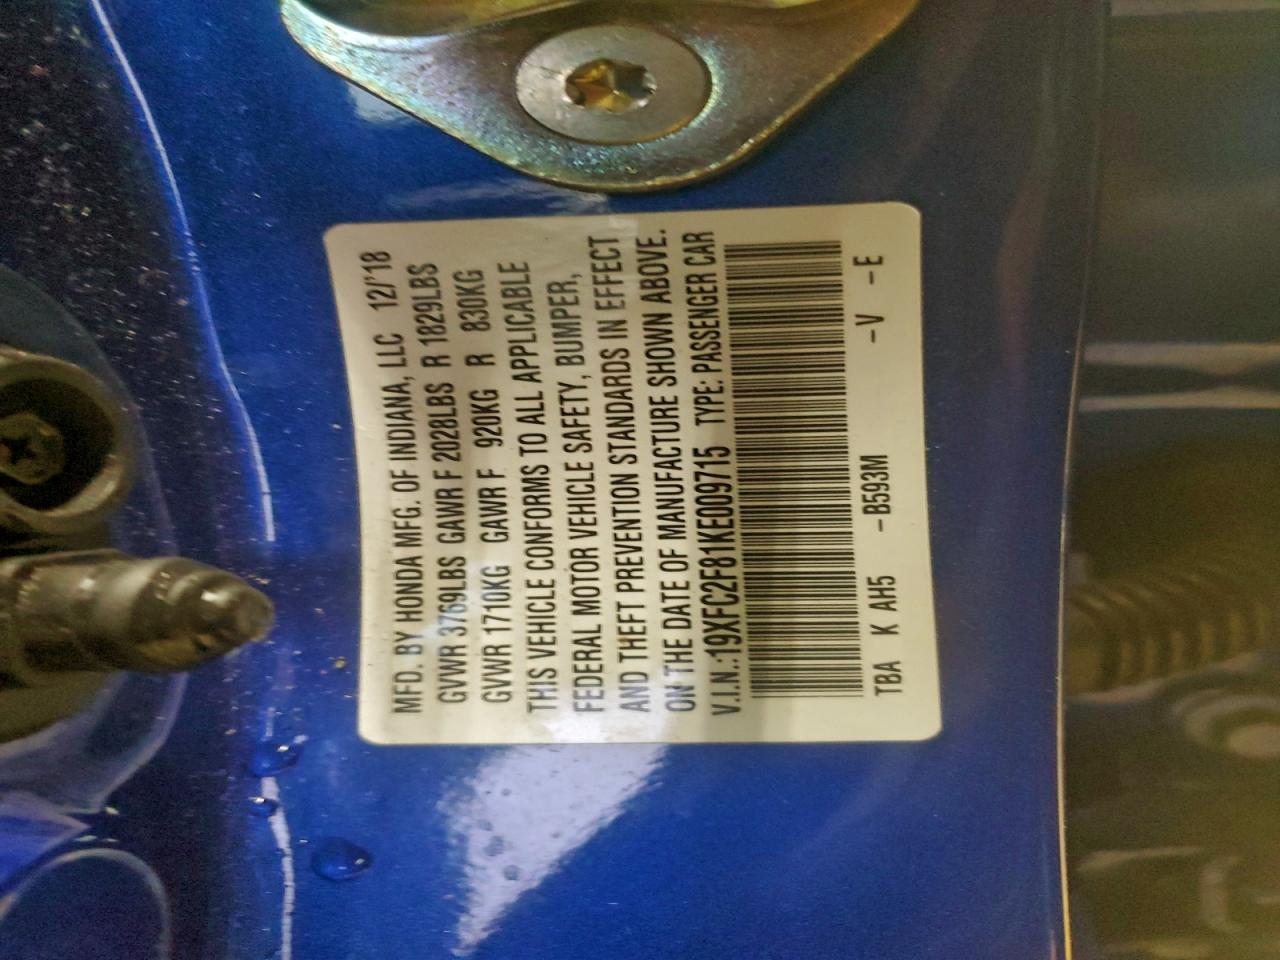 MFD. BY HONDA MFG. OF INDIANA, LLC 12/'18
GVWR 3769LBS GAWR F 2028LBS R 1829LBS
GVWR 1710KG GAWR F 920KG R 830KG
THIS VEHICLE CONFORMS TO ALL APPLICABLE
FEDERAL MOTOR VEHICLE SAFETY, BUMPER,
AND THEFT PREVENTION STANDARDS IN EFFECT
ON THE DATE OF MANUFACTURE SHOWN ABOVE.
V.I.N.:19XFC2F81KE009715 TYPE: PASSENGER CAR
TBA K AH5 -B593M -V -E